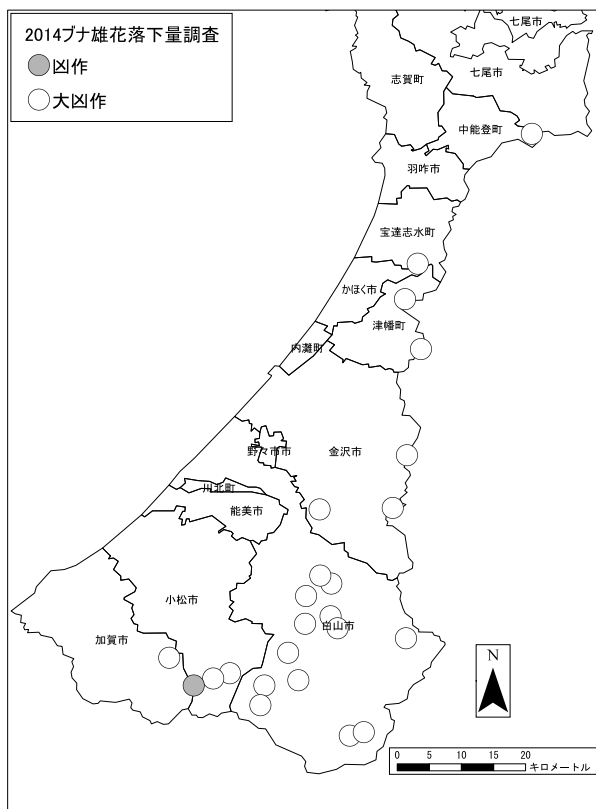 2014ブナ雄花落下量調査
凶作
大凶作
七尾市
七尾市
志賀町
中能登町
羽咋市
宝達志水町
かほく市
津幡町
内灘町
野々市市
金沢市
川北町
能美市
小松市
加賀市
白山市
N
0 5 10 15 20
キロメートル